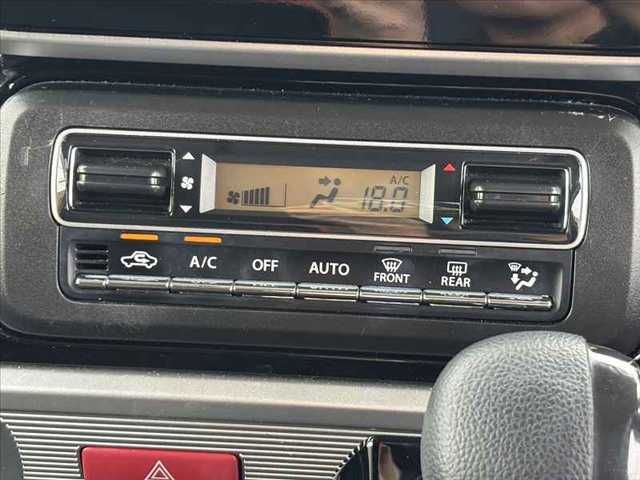 A/C
18.0
A/C OFF AUTO FRONT REAR